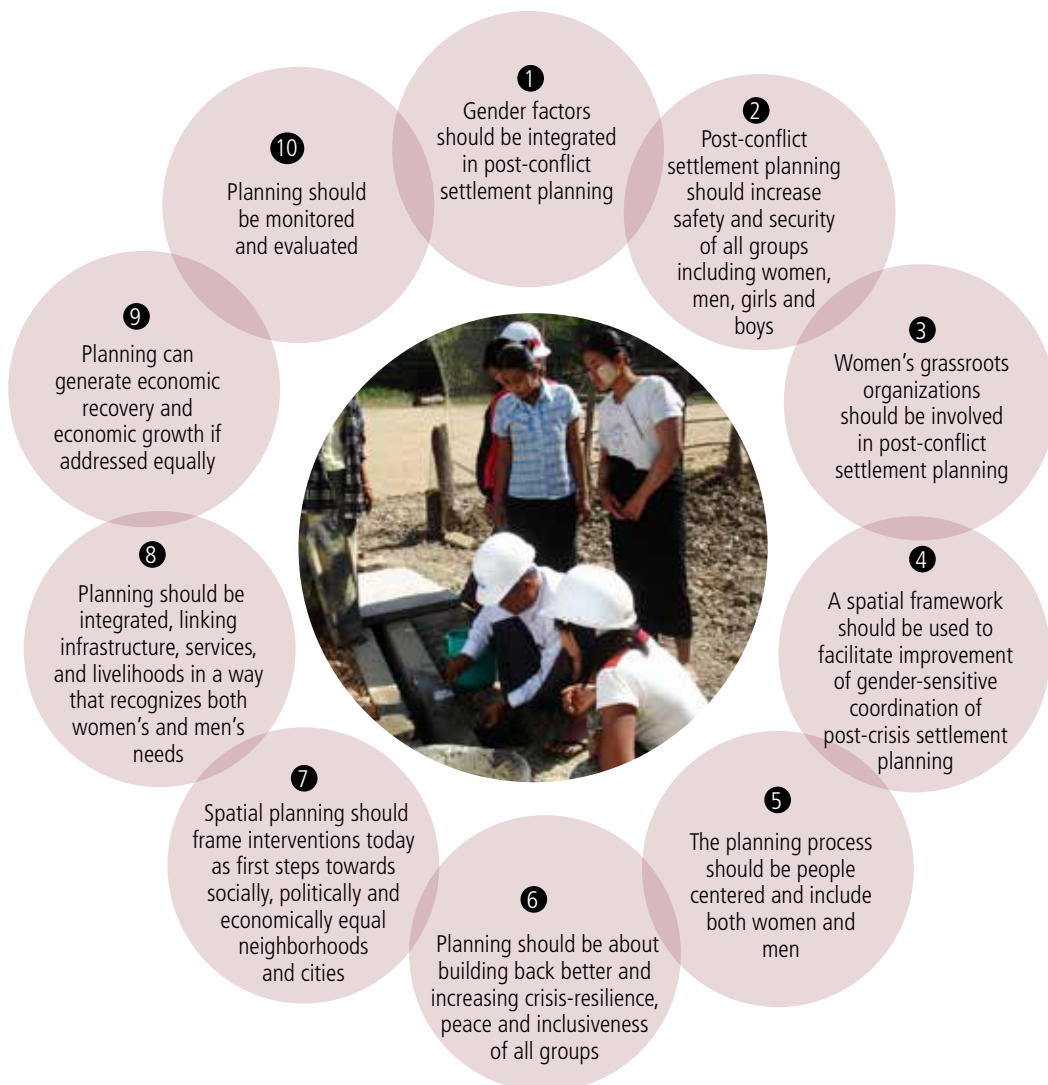 1
Gender factors
should be integrated
in post-conflict
settlement planning
2
Post-conflict
settlement planning
should increase
safety and security
of all groups
including women,
men, girls and
boys
3
Women's grassroots
organizations
should be involved
in post-conflict
settlement planning
4
A spatial framework
should be used to
facilitate improvement
of gender-sensitive
coordination of
post-crisis settlement
planning
5
The planning process
should be people
centered and include
both women and
men
6
Planning should be about
building back better and
increasing crisis-resilience,
peace and inclusiveness
of all groups
7
Spatial planning should
frame interventions today
as first steps towards
socially, politically and
economically equal
neighborhoods
and cities
8
Planning should be
integrated, linking
infrastructure, services,
and livelihoods in a way
that recognizes both
women's and men's
needs
9
Planning can
generate economic
recovery and
economic growth if
addressed equally
10
Planning should
be monitored
and evaluated